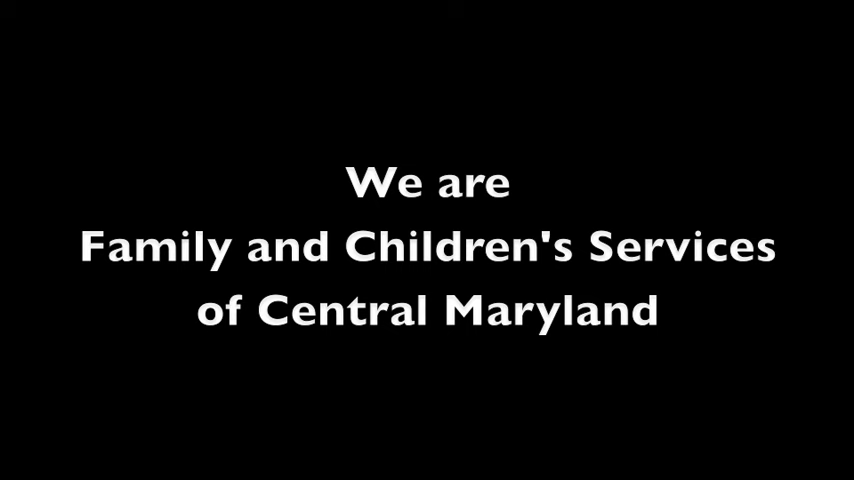 We are
Family and Children's Services
of Central Maryland